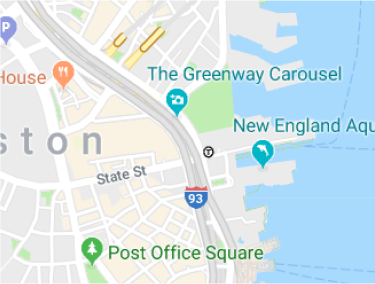 P
House
The Greenway Carousel
New England Aqu
ston
T
State St
93
Post Office Square